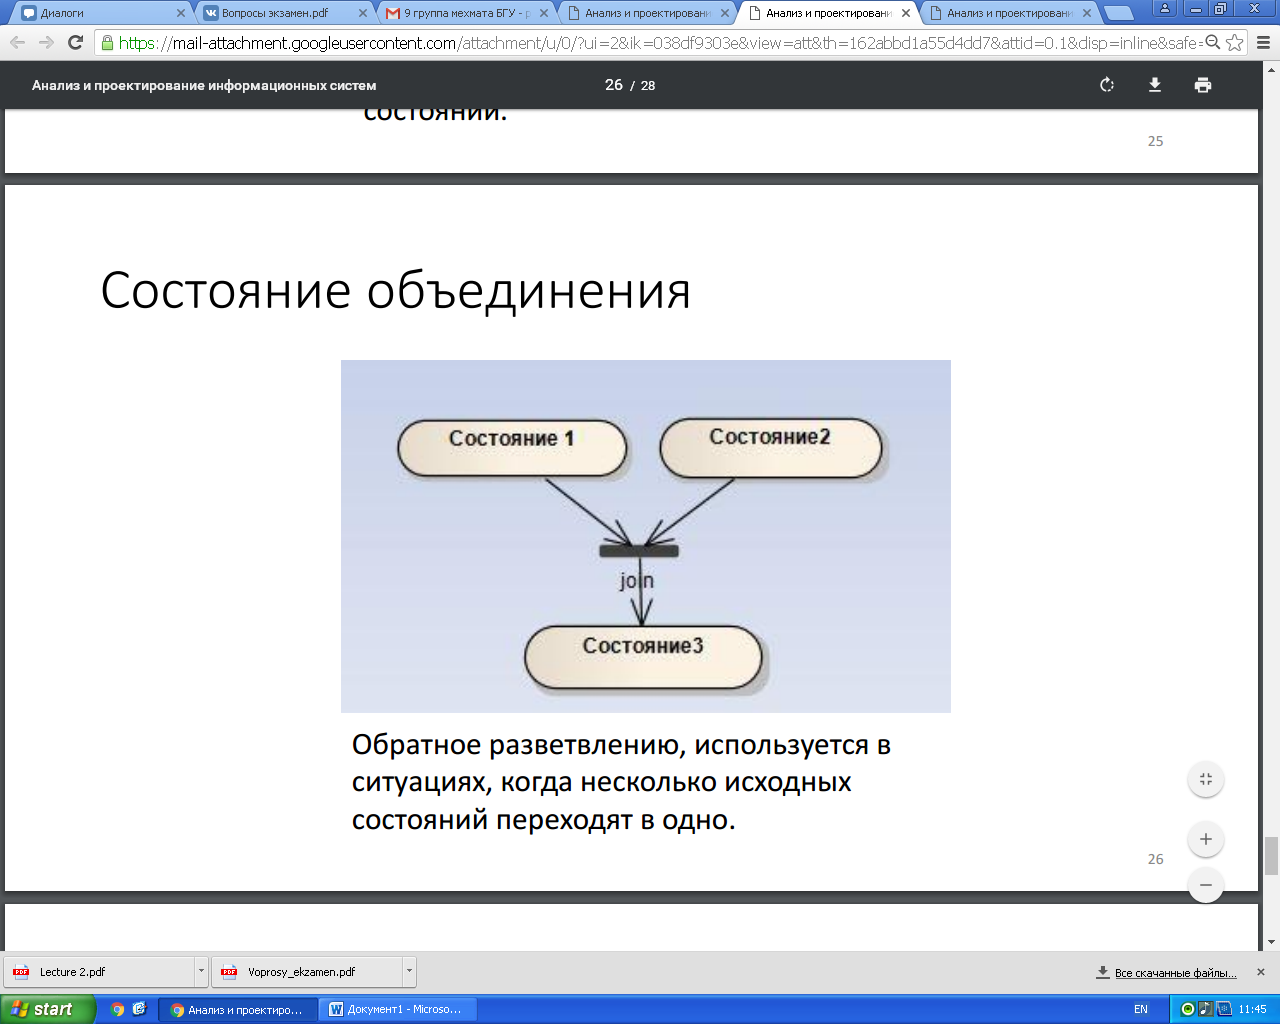 Диалоги
Вопросы экзамен.pdf
9 группа мехмата БГУ - р
Анализ и проектировани
Анализ и проектировани
Анализ и проектировани
https://mail-attachment.googleusercontent.com/attachment/u/0/?ui=2&ik=038df9303e&view=att&th=162abbd1a55d4dd7&attid=0.1&disp=inline&safe=
Анализ и проектирование информационных систем
26 / 28
состояний.
25
Состояние объединения
Состояние 1
Состояние2
join
Состояние3
Обратное разветвлению, используется в
ситуациях, когда несколько исходных
состояний переходят в одно.
26
Lecture 2.pdf
Voprosy_ekzamen.pdf
Все скачанные файлы...
start
Анализ и проектиро...
Документ1 - Microso...
EN
11:45